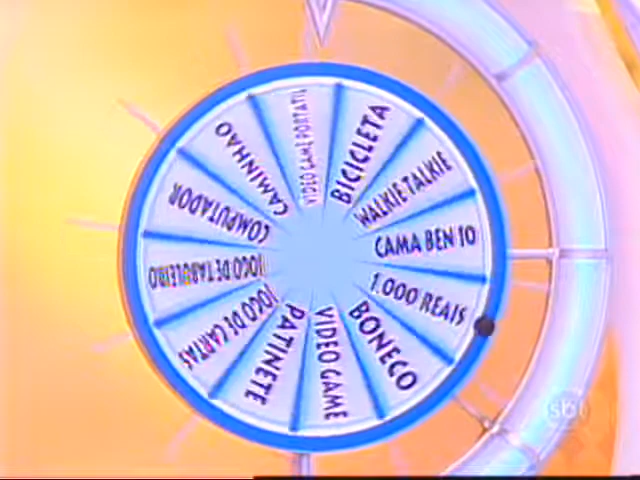 VIDEO GAME PORTATIL
BICICLETA
WALKIE TALKIE
CAMA BEN 10
1.000 REAIS
BONECO
VIDEO GAME
PATINETE
JOGO DE CARTAS
JOGO DE TABULEIRO
COMPUTADOR
CAMINHAO
sbt